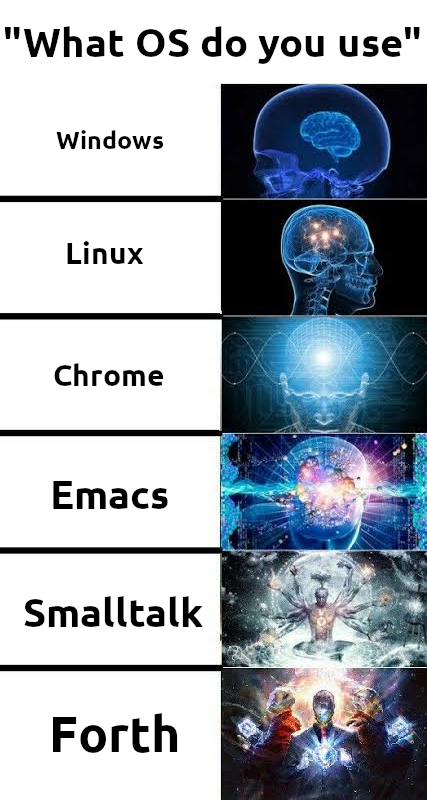 "What OS do you use"
Windows
Linux
Chrome
Emacs
Smalltalk
Forth